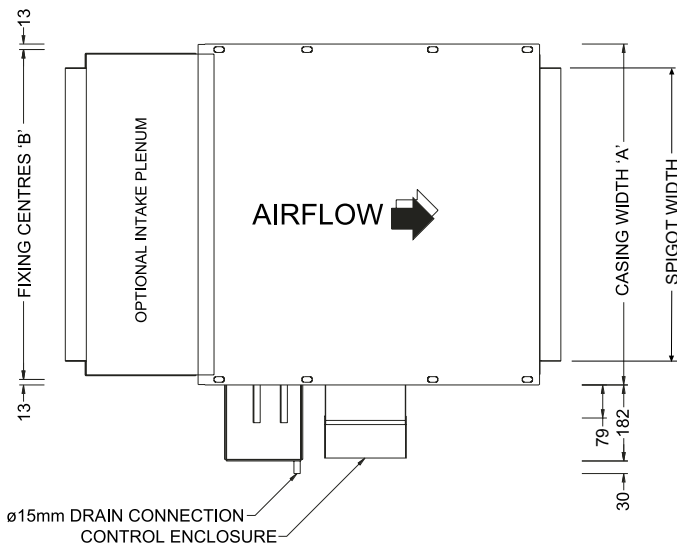 13
FIXING CENTRES 'B'
13
OPTIONAL INTAKE PLENUM
AIRFLOW
CASING WIDTH 'A'
SPIGOT WIDTH
79
182
30
ø15mm DRAIN CONNECTION
CONTROL ENCLOSURE